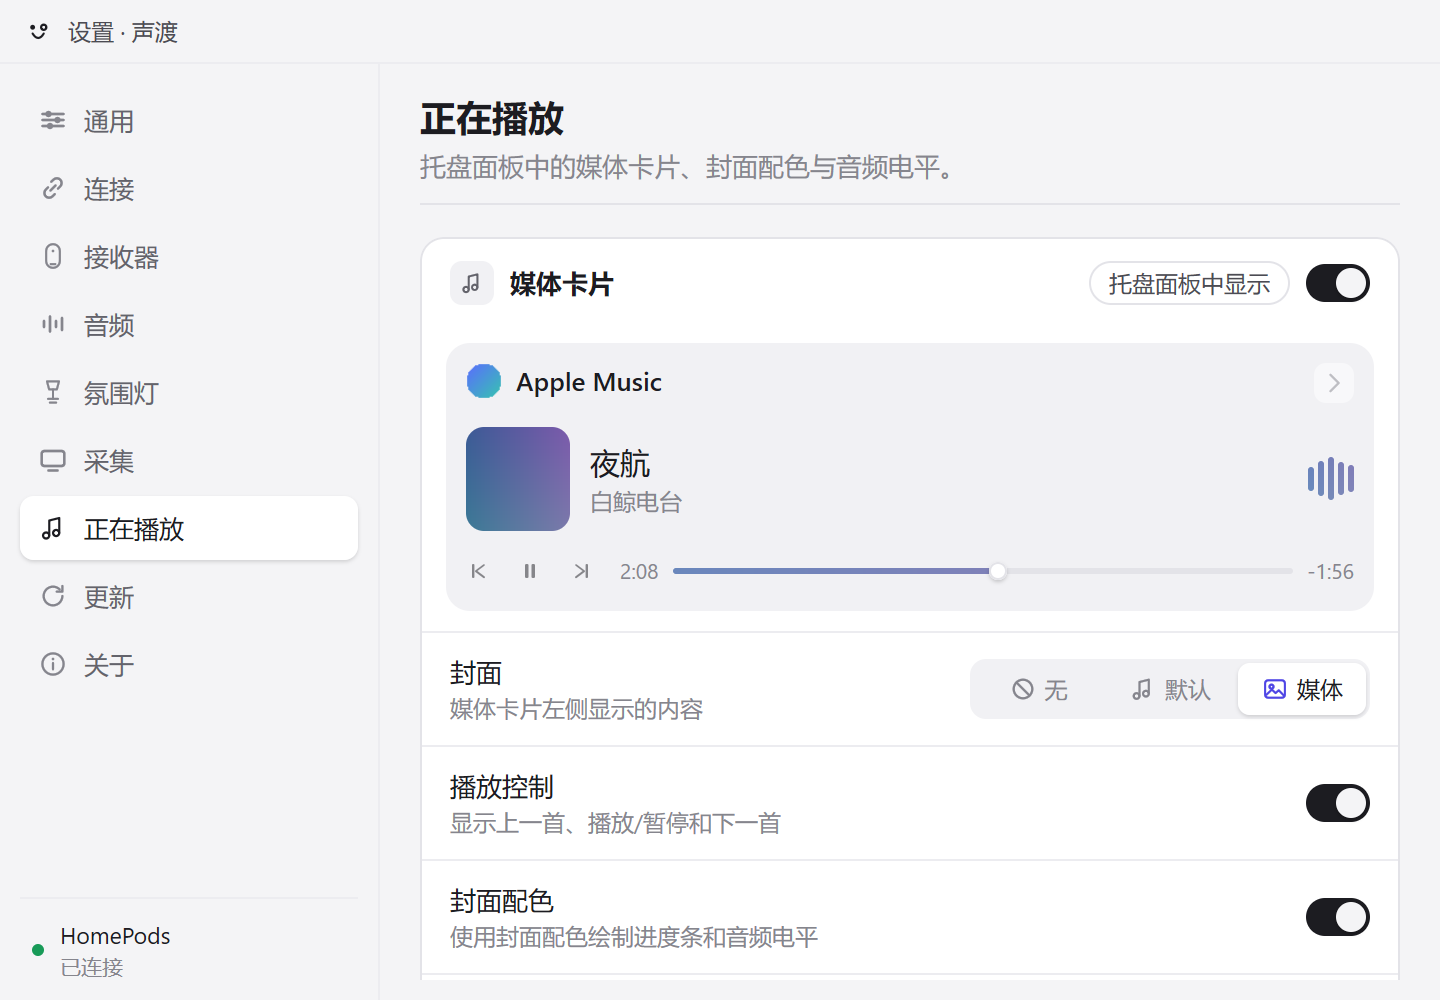 设置 · 声渡
通用
连接
接收器
音频
氛围灯
采集
正在播放
更新
关于
HomePods
已连接
正在播放
托盘面板中的媒体卡片、封面配色与音频电平。
媒体卡片
托盘面板中显示
Apple Music
夜航
白鲸电台
2:08
-1:56
封面
媒体卡片左侧显示的内容
无
默认
媒体
播放控制
显示上一首、播放/暂停和下一首
封面配色
使用封面配色绘制进度条和音频电平